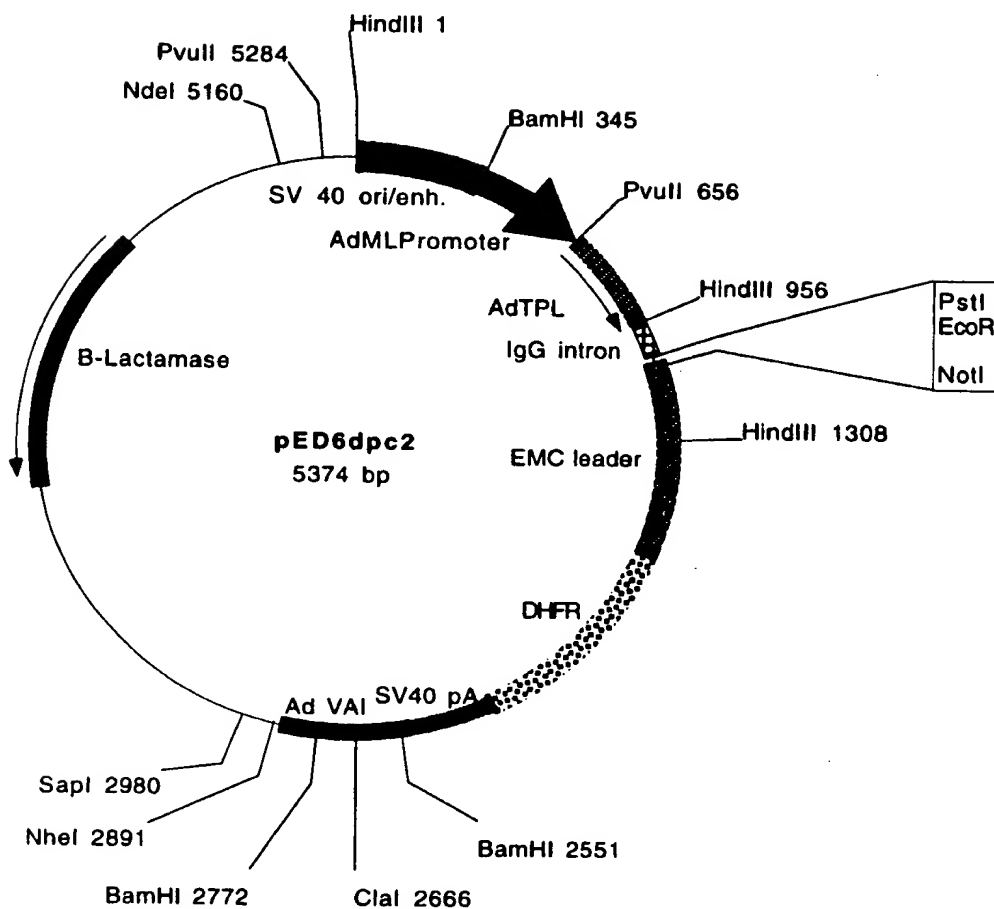 HindIII 1
PvuII 5284
NdeI 5160
BamHI 345
PvuII 656
SV 40 ori/enh.
AdMLPromoter
HindIII 956
AdTPL
IgG intron
PstI
EcoR
NotI
B-Lactamase
HindIII 1308
pED6dpc2
5374 bp
EMC leader
DHFR
SV40 pA
Ad VAI
SapI 2980
NheI 2891
BamHI 2551
BamHI 2772
ClaI 2666